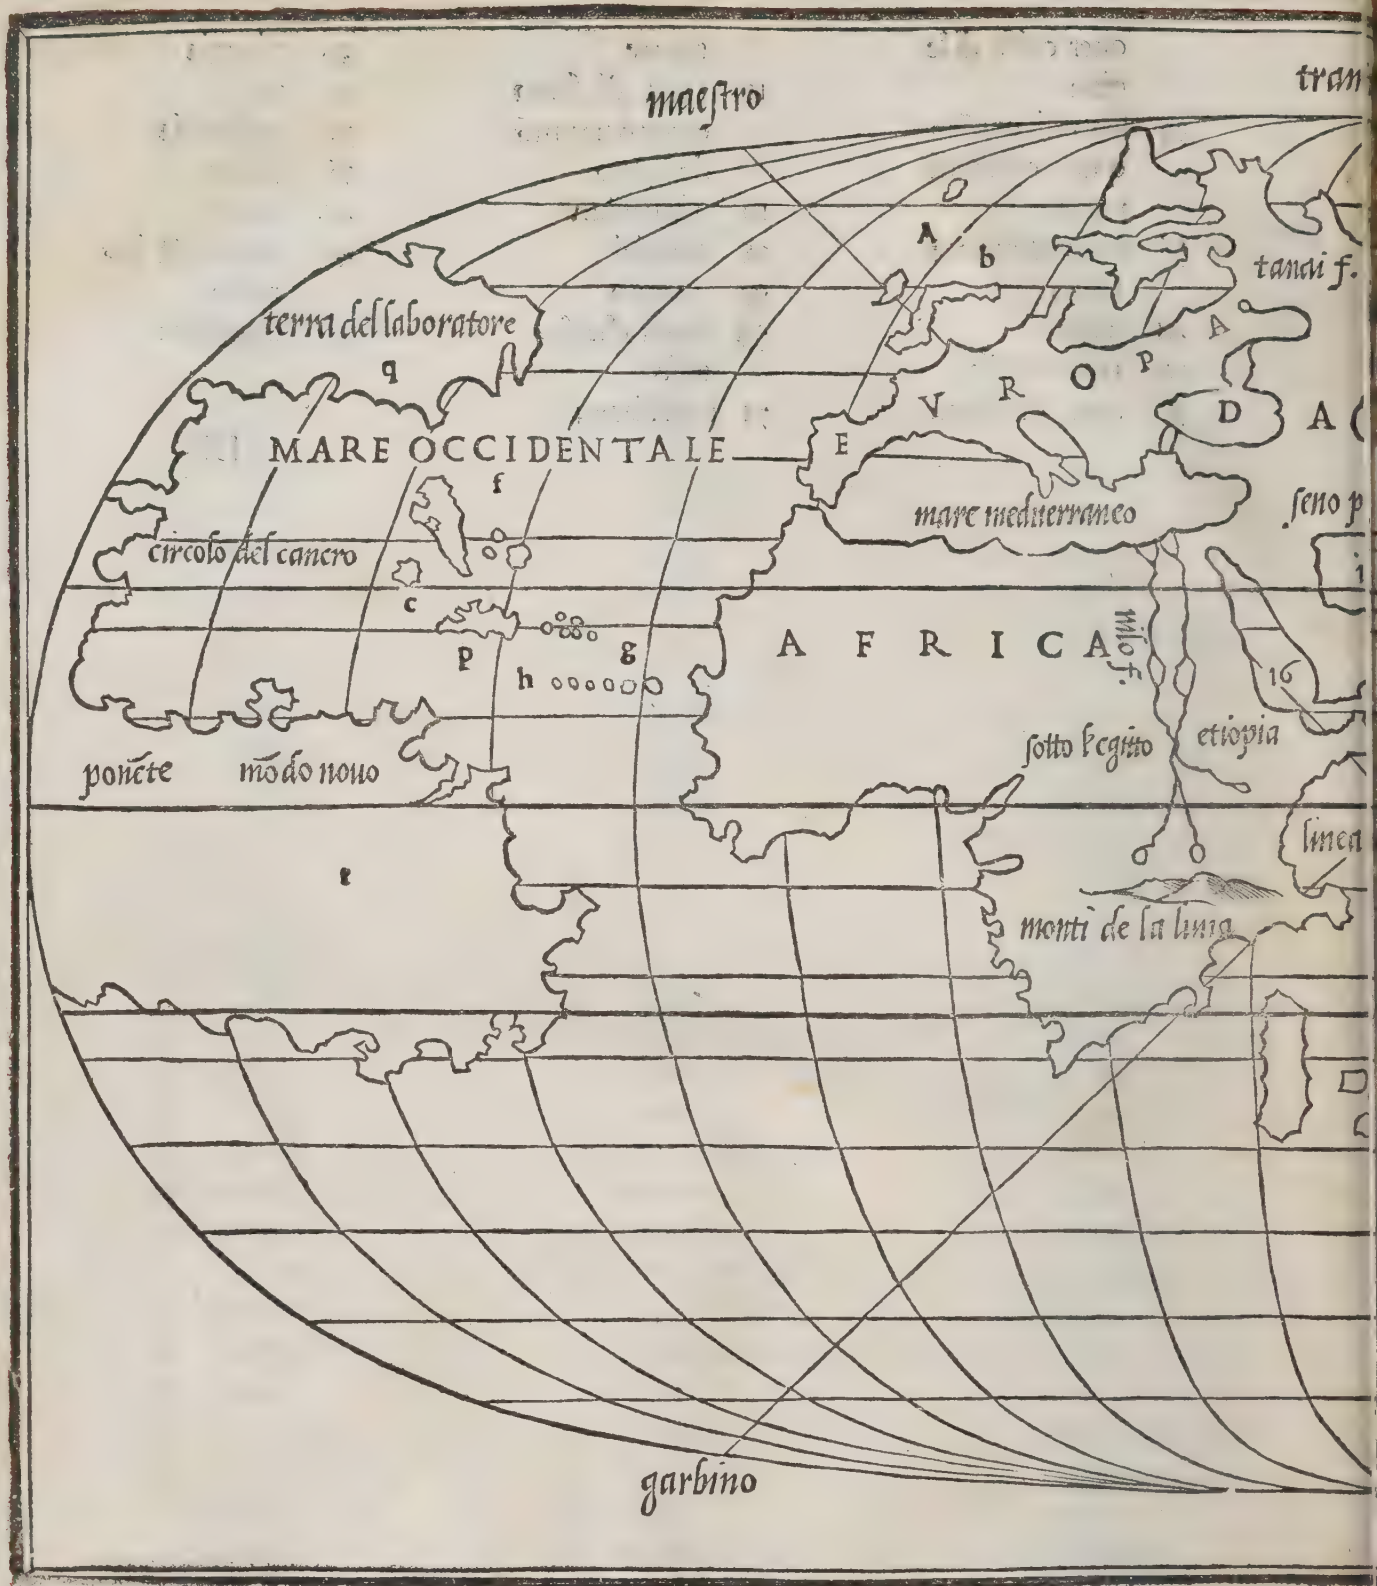 maeſtro
tran
A
b
tanai f.
terra del laboratore
q
E V R O P A
D
A
MARE OCCIDENTALE
f
mare mediterraneo
ſeno p
circolo del cancro
c
p
g
h
A F R I C A
nilo f.
16
ſotto l'egitto
etiopia
ponẽte
mõdo nouo
linea
monti de la luna
garbino